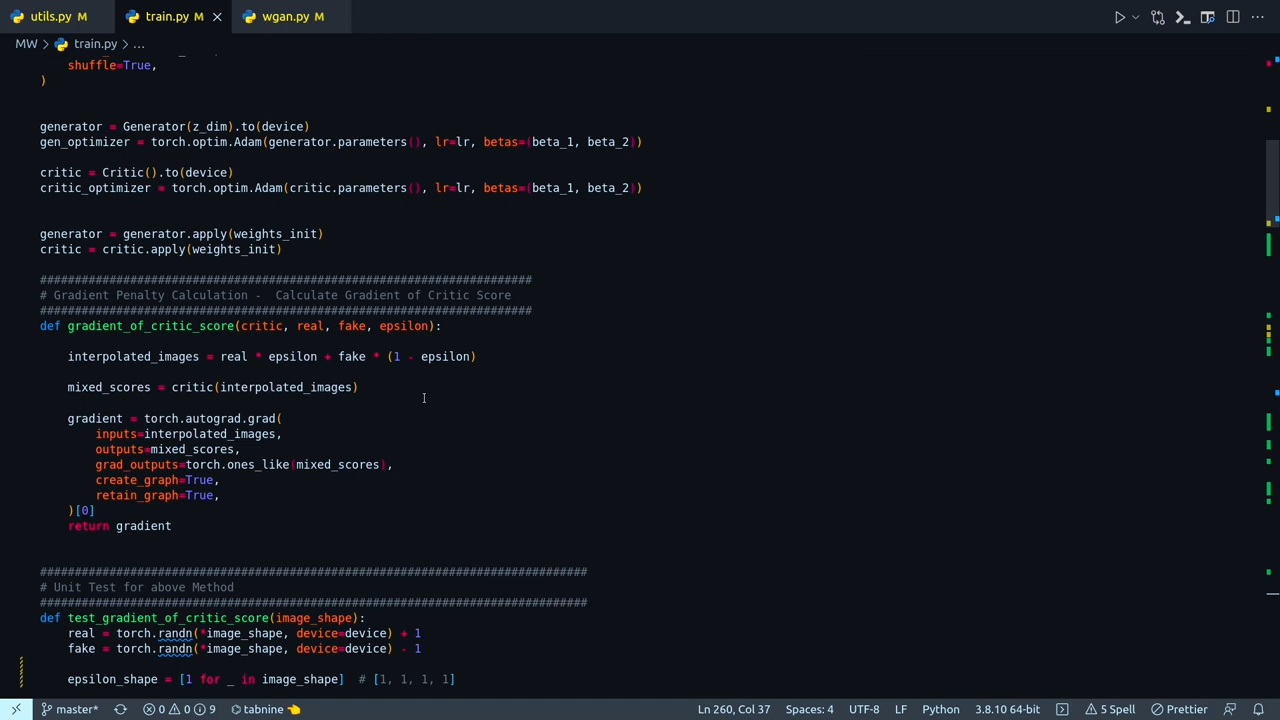 utils.py M train.py M wgan.py M
MW > train.py > ...
shuffle=True,
)
generator = Generator(z_dim).to(device)
gen_optimizer = torch.optim.Adam(generator.parameters(), lr=lr, betas=(beta_1, beta_2))
critic = Critic().to(device)
critic_optimizer = torch.optim.Adam(critic.parameters(), lr=lr, betas=(beta_1, beta_2))
generator = generator.apply(weights_init)
critic = critic.apply(weights_init)
#######################################################################
# Gradient Penalty Calculation -  Calculate Gradient of Critic Score
#######################################################################
def gradient_of_critic_score(critic, real, fake, epsilon):
interpolated_images = real * epsilon + fake * (1 - epsilon)
mixed_scores = critic(interpolated_images)
gradient = torch.autograd.grad(
inputs=interpolated_images,
outputs=mixed_scores,
grad_outputs=torch.ones_like(mixed_scores),
create_graph=True,
retain_graph=True,
)[0]
return gradient
###############################################################################
# Unit Test for above Method
###############################################################################
def test_gradient_of_critic_score(image_shape):
real = torch.randn(*image_shape, device=device) + 1
fake = torch.randn(*image_shape, device=device) - 1
epsilon_shape = [1 for _ in image_shape]  # [1, 1, 1, 1]
master* 0 0 9 tabnine Ln 260, Col 37 Spaces: 4 UTF-8 LF Python 3.8.10 64-bit 5 Spell Prettier